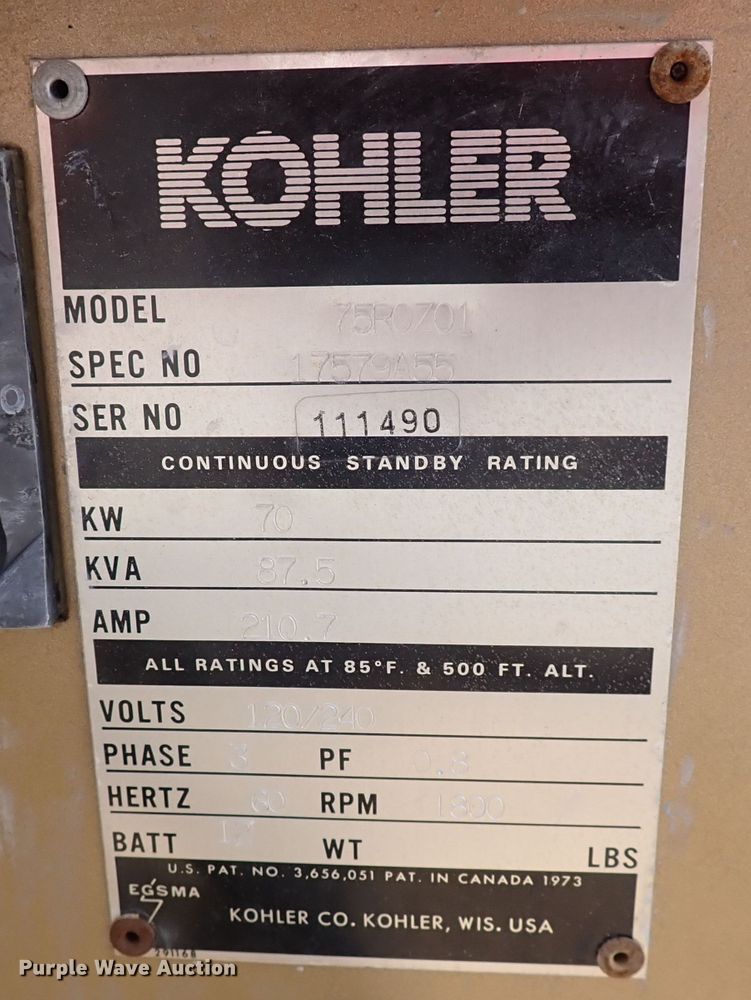 KOHLER
MODEL 75R0Z01
SPEC NO 17579A55
SER NO 111490
CONTINUOUS STANDBY RATING
KW 70
KVA 87.5
AMP 210.7
ALL RATINGS AT 85°F. & 500 FT. ALT.
VOLTS 120/240
PHASE 3 PF 0.8
HERTZ 60 RPM 1800
BATT 12 WT LBS
U.S. PAT. NO. 3,656,051 PAT. IN CANADA 1973
EGSMA
KOHLER CO. KOHLER, WIS. USA
Purple Wave Auction